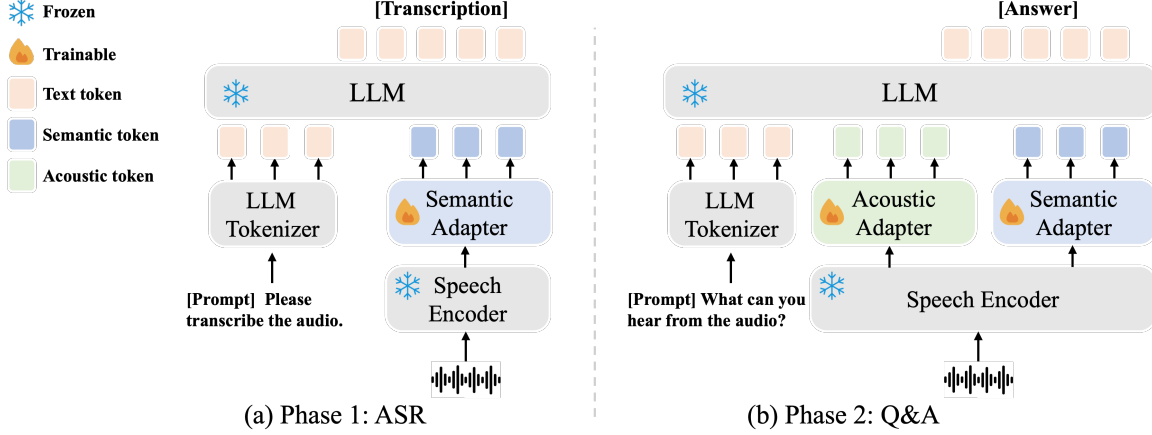 Frozen
Trainable
Text token
Semantic token
Acoustic token
[Transcription]
LLM
LLM
Tokenizer
Semantic
Adapter
[Prompt] Please
transcribe the audio.
Speech
Encoder
(a) Phase 1: ASR
[Answer]
LLM
LLM
Tokenizer
Acoustic
Adapter
Semantic
Adapter
[Prompt] What can you
hear from the audio?
Speech Encoder
(b) Phase 2: Q&A